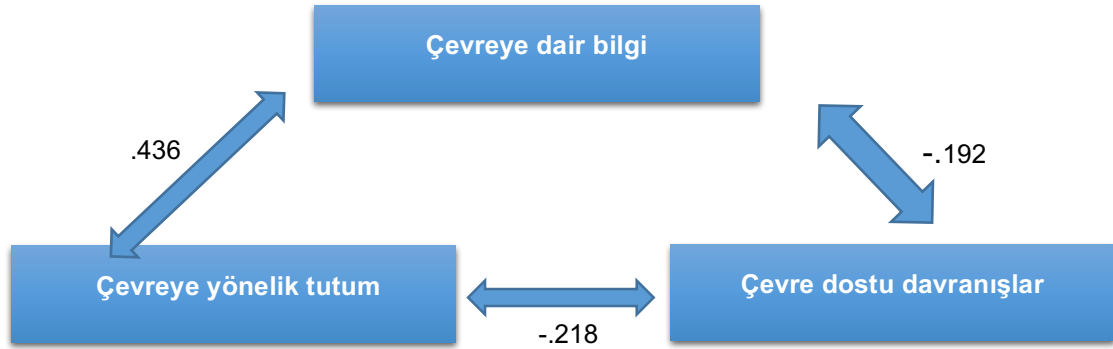 Çevreye dair bilgi
.436
-.192
Çevreye yönelik tutum
Çevre dostu davranışlar
-.218